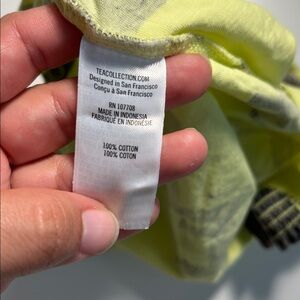 TEACOLLECTION.COM
Designed in San Francisco
Conçu à San Francisco
RN 107708
MADE IN INDONESIA
FABRIQUÉ EN INDONÉSIE
100% COTTON
100% COTON